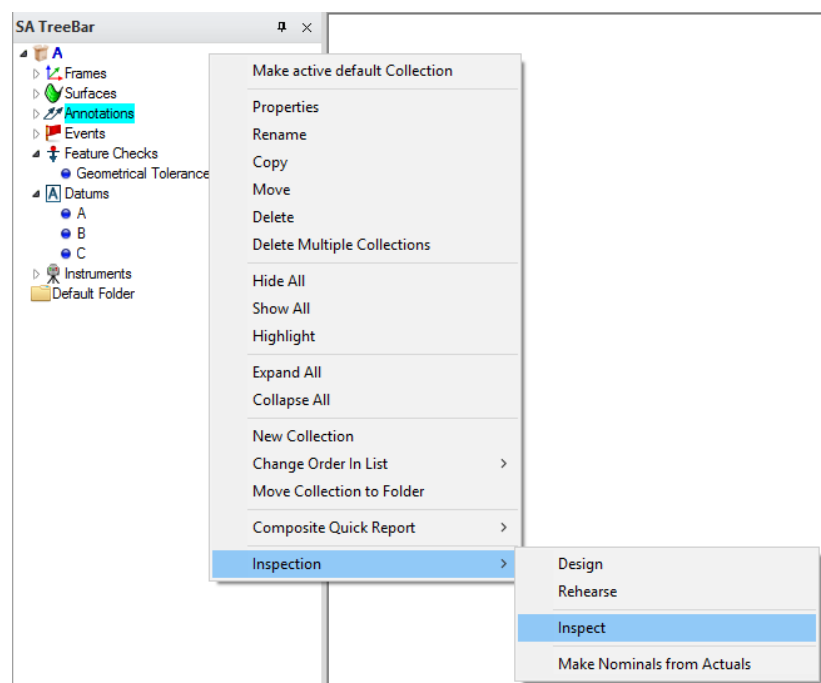 SA TreeBar
A
Frames
Surfaces
Annotations
Events
Feature Checks
Geometrical Tolerance
A Datums
A
B
C
Instruments
Default Folder
Make active default Collection
Properties
Rename
Copy
Move
Delete
Delete Multiple Collections
Hide All
Show All
Highlight
Expand All
Collapse All
New Collection
Change Order In List
Move Collection to Folder
Composite Quick Report
Inspection
Design
Rehearse
Inspect
Make Nominals from Actuals